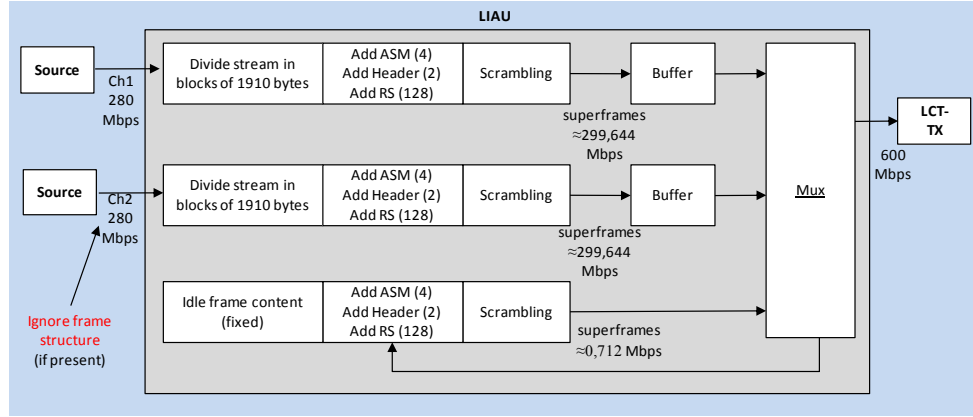 LIAU
Source
Ch1
280
Mbps
Divide stream in
blocks of 1910 bytes
Add ASM (4)
Add Header (2)
Add RS (128)
Scrambling
superframes
≈299,644
Mbps
Buffer
Mux
LCT-
TX
600
Mbps
Source
Ch2
280
Mbps
Divide stream in
blocks of 1910 bytes
Add ASM (4)
Add Header (2)
Add RS (128)
Scrambling
superframes
≈299,644
Mbps
Buffer
Ignore frame
structure
(if present)
Idle frame content
(fixed)
Add ASM (4)
Add Header (2)
Add RS (128)
Scrambling
superframes
≈0,712 Mbps